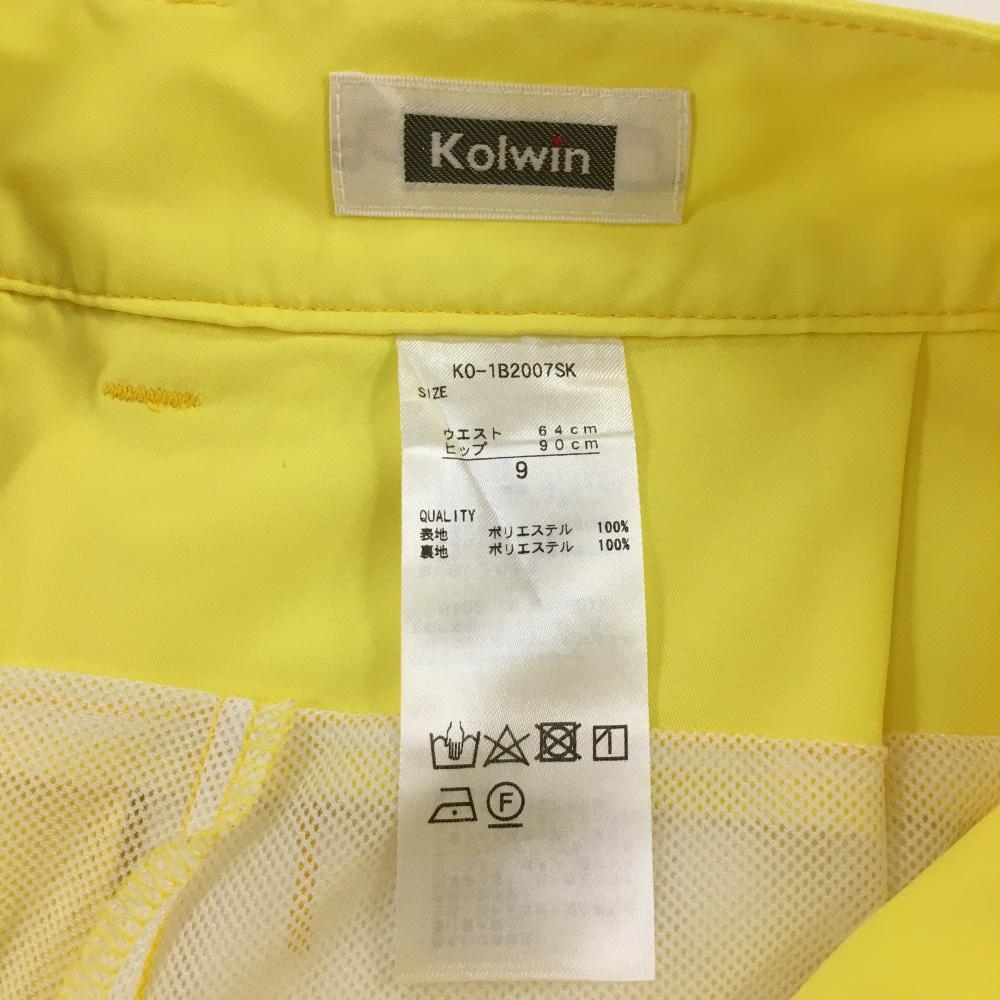 Kolwin
KO-1B2007SK
SIZE
ウエスト 64cm
ヒップ 90cm
9
QUALITY
表地 ポリエステル 100%
裏地 ポリエステル 100%
F